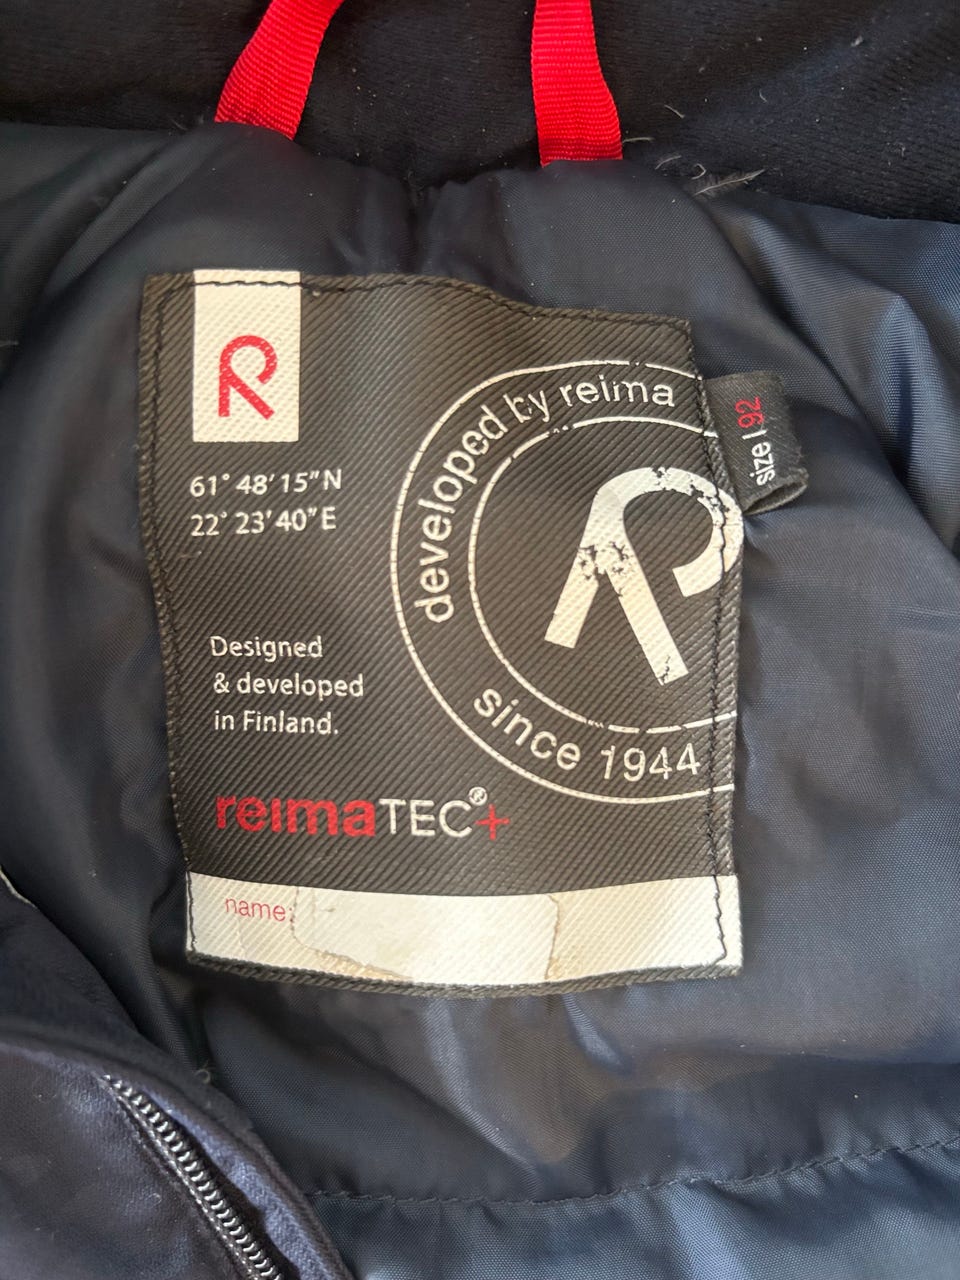 R
61° 48' 15" N
22° 23' 40" E
developed by reima
since 1944
size | 92
Designed
& developed
in Finland.
reimaTEC®+
name: